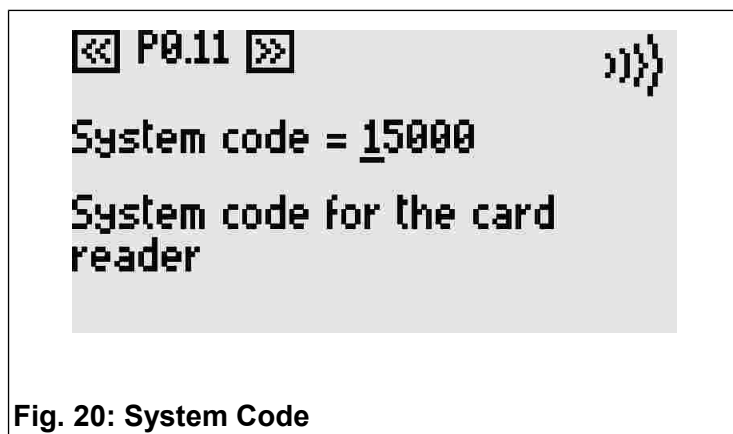 << P0.11 >>
System code = 15000
System code for the card
reader
Fig. 20: System Code